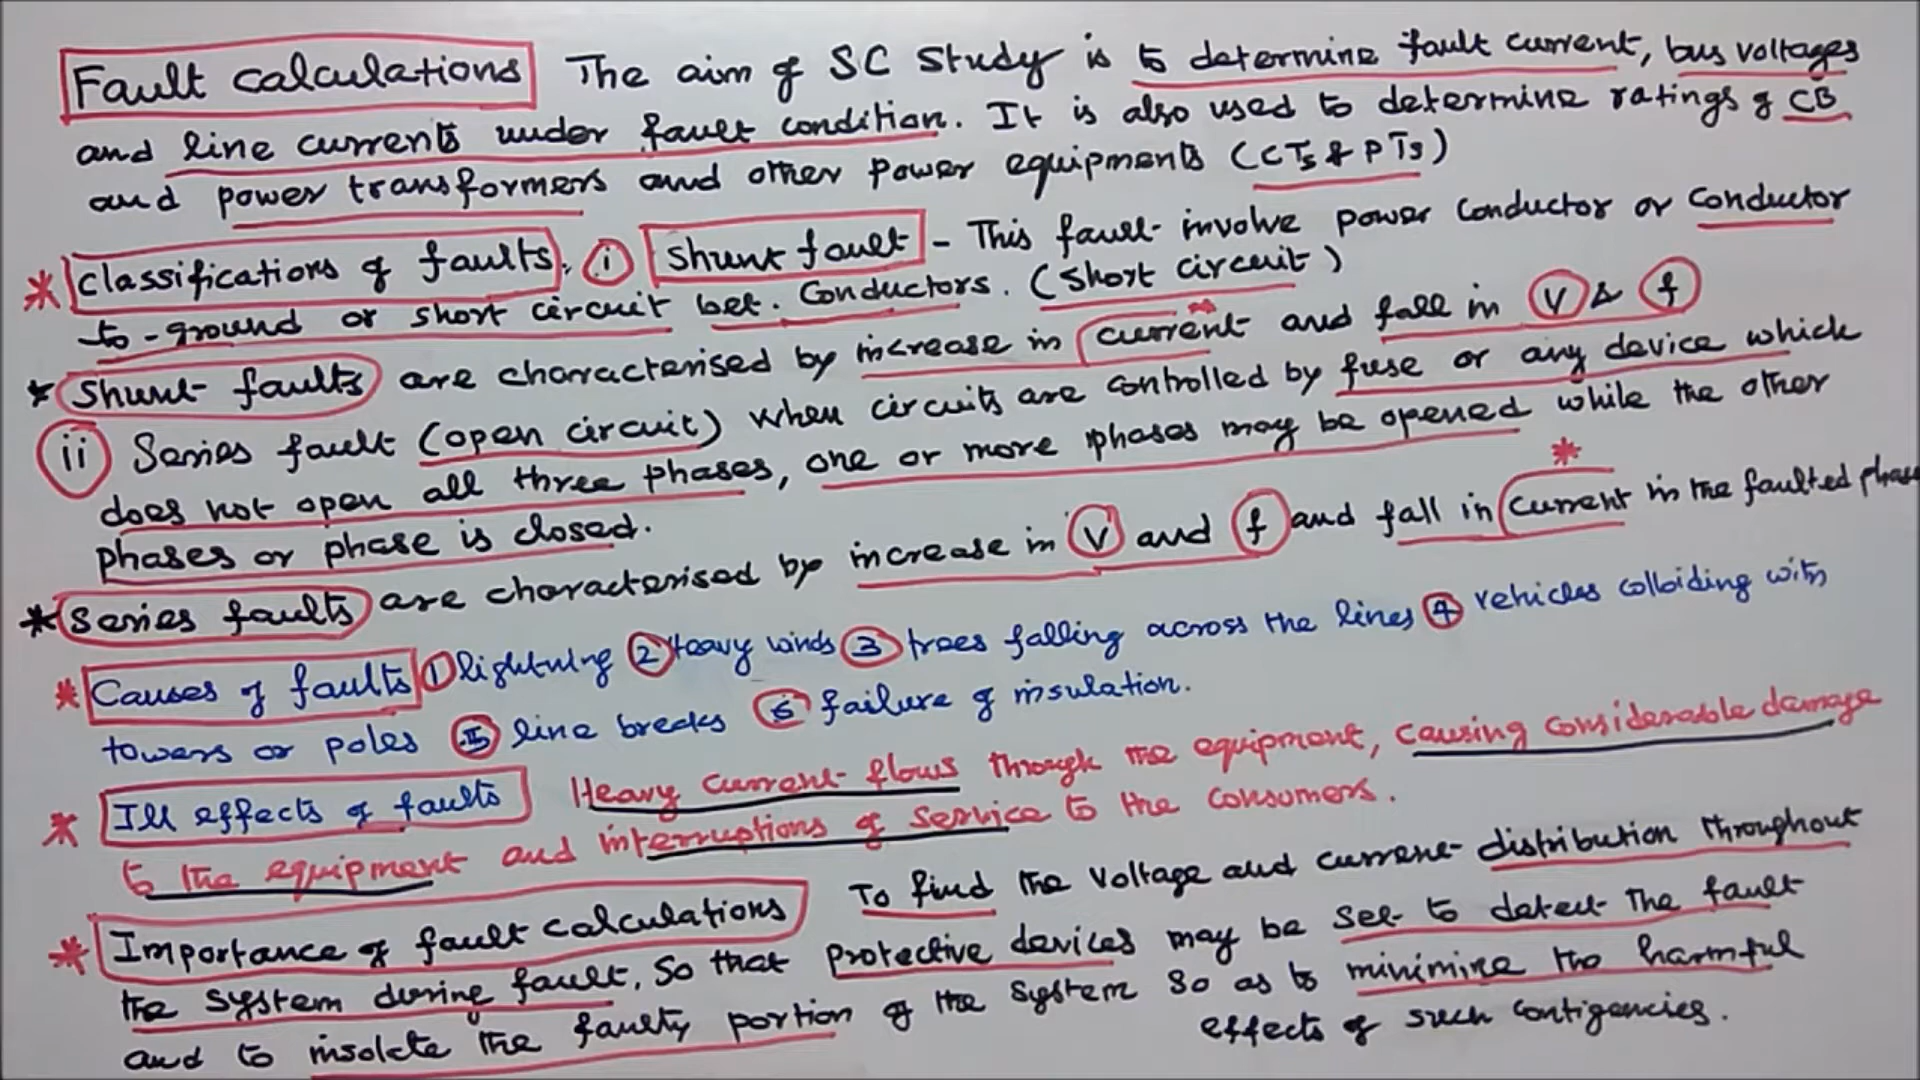 Fault calculations The aim of SC Study is to determine fault current, bus voltages
and line currents under fault condition. It is also used to determine ratings of CB
and power transformers and other power equipments (CTs & PTs)
* Classifications of faults: i Shunt fault - This fault involve power conductor or conductor
to-ground or short circuit bet. Conductors. (Short circuit)
* Shunt faults are characterised by increase in current and fall in V & f
ii Series fault (open circuit) when circuits are controlled by fuse or any device which
does not open all three phases, one or more phases may be opened while the other
phases or phase is closed.
* Series faults are characterised by increase in V and f and fall in current in the faulted phase
* Causes of faults 1 lightning 2 Heavy winds 3 trees falling across the lines 4 vehicles colloiding with
towers or poles 5 line breaks 6 failure of insulation.
* Ill effects of faults Heavy current flows through the equipment, causing considerable damage
to the equipment and interruptions of service to the consumers.
* Importance of fault calculations To find the voltage and current distribution throughout
the system during fault, so that protective devices may be set to detect the fault
and to insolate the faulty portion of the system so as to minimize the harmful
effects of such contigencies.